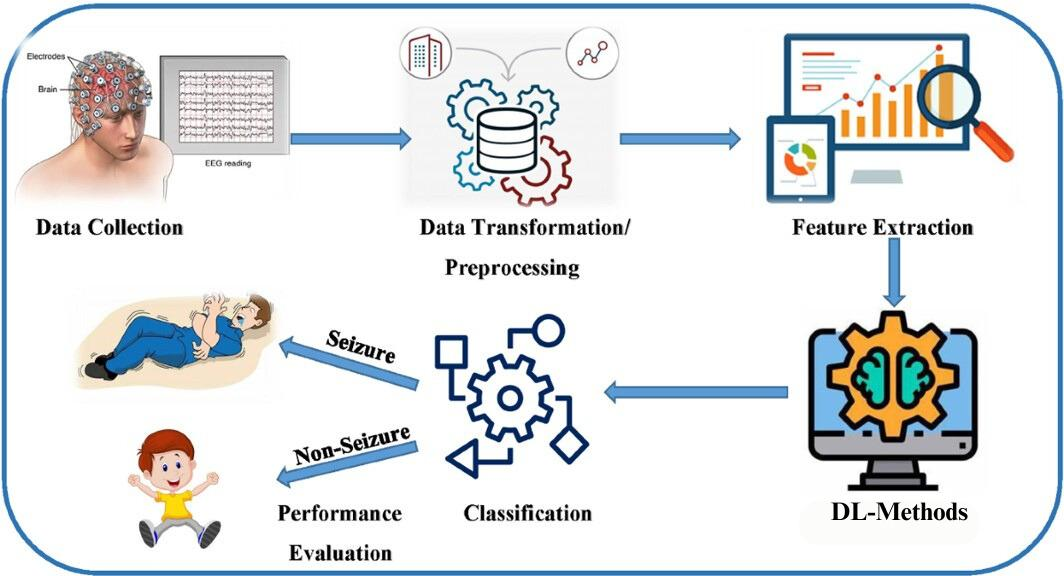 Electrodes
Brain
EEG reading
Data Collection
Data Transformation/
Preprocessing
Feature Extraction
Seizure
Non-Seizure
Performance
Evaluation
Classification
DL-Methods